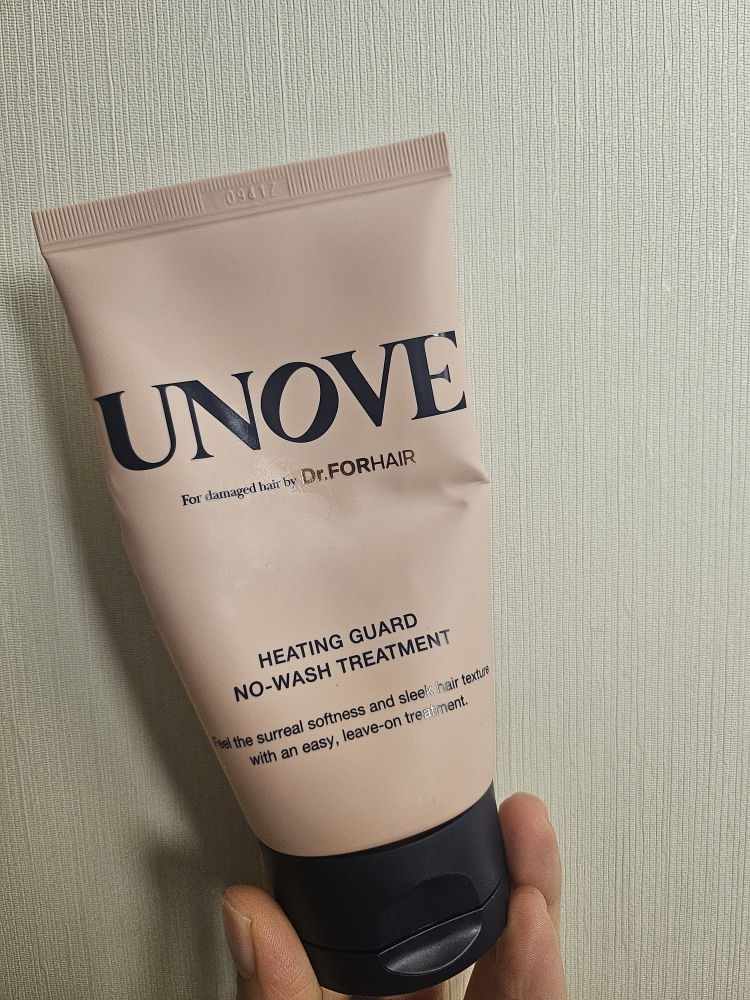 0941Z
UNOVE
For damaged hair by Dr.FORHAIR
HEATING GUARD
NO-WASH TREATMENT
Feel the surreal softness and sleek hair texture
with an easy, leave-on treatment.